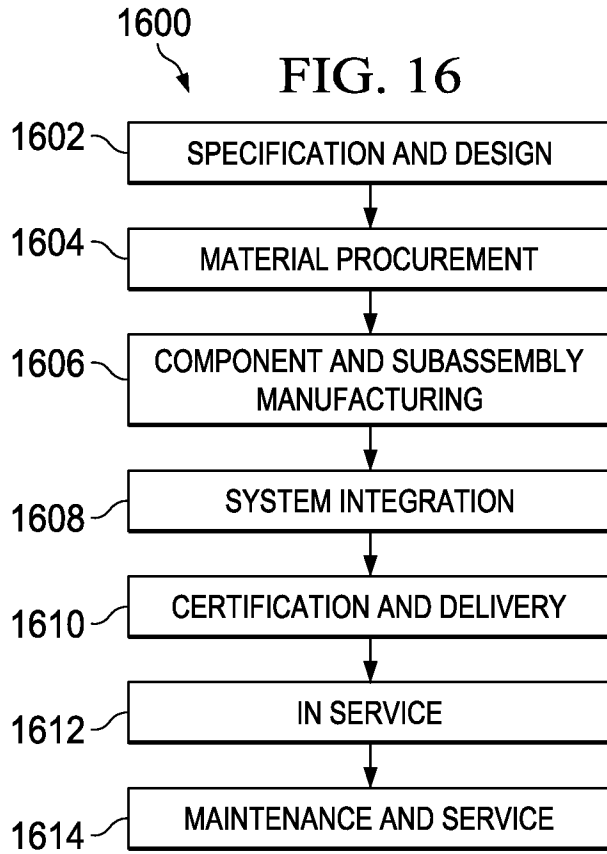 1600
FIG. 16
1602
SPECIFICATION AND DESIGN
1604
MATERIAL PROCUREMENT
1606
COMPONENT AND SUBASSEMBLY
MANUFACTURING
1608
SYSTEM INTEGRATION
1610
CERTIFICATION AND DELIVERY
1612
IN SERVICE
1614
MAINTENANCE AND SERVICE